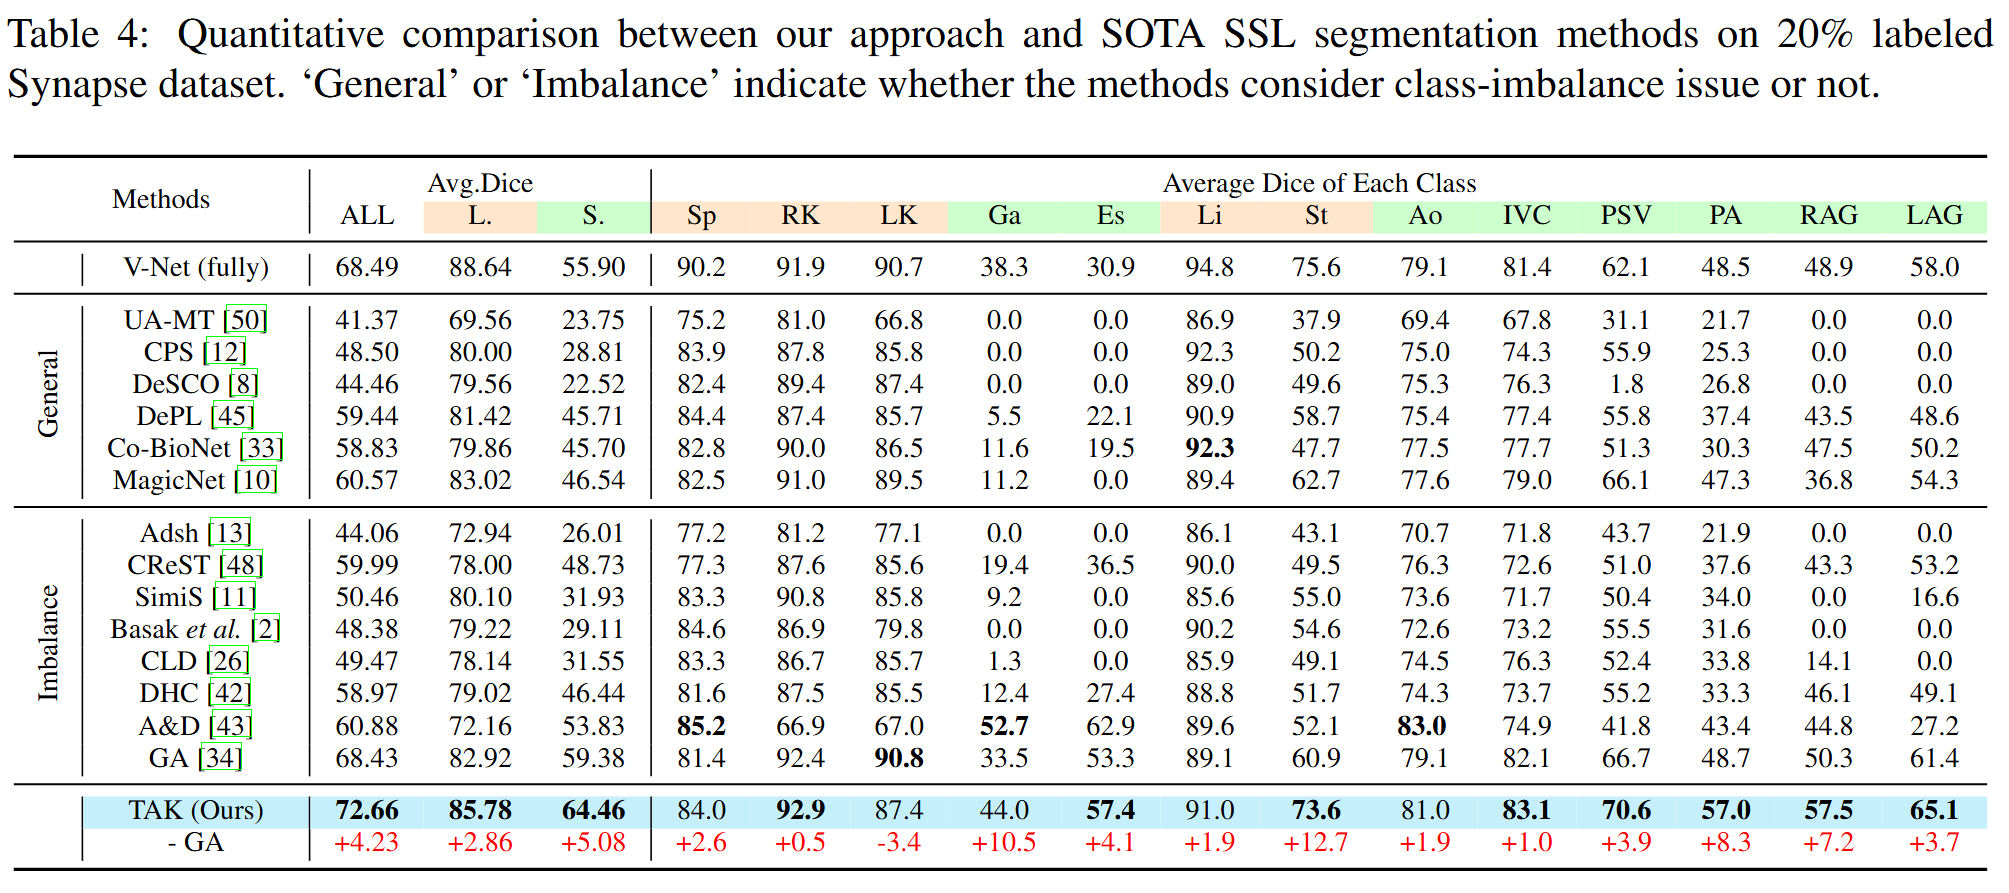 Table 4: Quantitative comparison between our approach and SOTA SSL segmentation methods on 20% labeled
Synapse dataset. ‘General’ or ‘Imbalance’ indicate whether the methods consider class-imbalance issue or not.
Methods Avg.Dice Average Dice of Each Class
ALL L. S. Sp RK LK Ga Es Li St Ao IVC PSV PA RAG LAG
V-Net (fully) 68.49 88.64 55.90 90.2 91.9 90.7 38.3 30.9 94.8 75.6 79.1 81.4 62.1 48.5 48.9 58.0
General
UA-MT [50] 41.37 69.56 23.75 75.2 81.0 66.8 0.0 0.0 86.9 37.9 69.4 67.8 31.1 21.7 0.0 0.0
CPS [12] 48.50 80.00 28.81 83.9 87.8 85.8 0.0 0.0 92.3 50.2 75.0 74.3 55.9 25.3 0.0 0.0
DeSCO [8] 44.46 79.56 22.52 82.4 89.4 87.4 0.0 0.0 89.0 49.6 75.3 76.3 1.8 26.8 0.0 0.0
DePL [45] 59.44 81.42 45.71 84.4 87.4 85.7 5.5 22.1 90.9 58.7 75.4 77.4 55.8 37.4 43.5 48.6
Co-BioNet [33] 58.83 79.86 45.70 82.8 90.0 86.5 11.6 19.5 92.3 47.7 77.5 77.7 51.3 30.3 47.5 50.2
MagicNet [10] 60.57 83.02 46.54 82.5 91.0 89.5 11.2 0.0 89.4 62.7 77.6 79.0 66.1 47.3 36.8 54.3
Imbalance
Adsh [13] 44.06 72.94 26.01 77.2 81.2 77.1 0.0 0.0 86.1 43.1 70.7 71.8 43.7 21.9 0.0 0.0
CReST [48] 59.99 78.00 48.73 77.3 87.6 85.6 19.4 36.5 90.0 49.5 76.3 72.6 51.0 37.6 43.3 53.2
SimiS [11] 50.46 80.10 31.93 83.3 90.8 85.8 9.2 0.0 85.6 55.0 73.6 71.7 50.4 34.0 0.0 16.6
Basak et al. [2] 48.38 79.22 29.11 84.6 86.9 79.8 0.0 0.0 90.2 54.6 72.6 73.2 55.5 31.6 0.0 0.0
CLD [26] 49.47 78.14 31.55 83.3 86.7 85.7 1.3 0.0 85.9 49.1 74.5 76.3 52.4 33.8 14.1 0.0
DHC [42] 58.97 79.02 46.44 81.6 87.5 85.5 12.4 27.4 88.8 51.7 74.3 73.7 55.2 33.3 46.1 49.1
A&D [43] 60.88 72.16 53.83 85.2 66.9 67.0 52.7 62.9 89.6 52.1 83.0 74.9 41.8 43.4 44.8 27.2
GA [34] 68.43 82.92 59.38 81.4 92.4 90.8 33.5 53.3 89.1 60.9 79.1 82.1 66.7 48.7 50.3 61.4
TAK (Ours) 72.66 85.78 64.46 84.0 92.9 87.4 44.0 57.4 91.0 73.6 81.0 83.1 70.6 57.0 57.5 65.1
- GA +4.23 +2.86 +5.08 +2.6 +0.5 -3.4 +10.5 +4.1 +1.9 +12.7 +1.9 +1.0 +3.9 +8.3 +7.2 +3.7